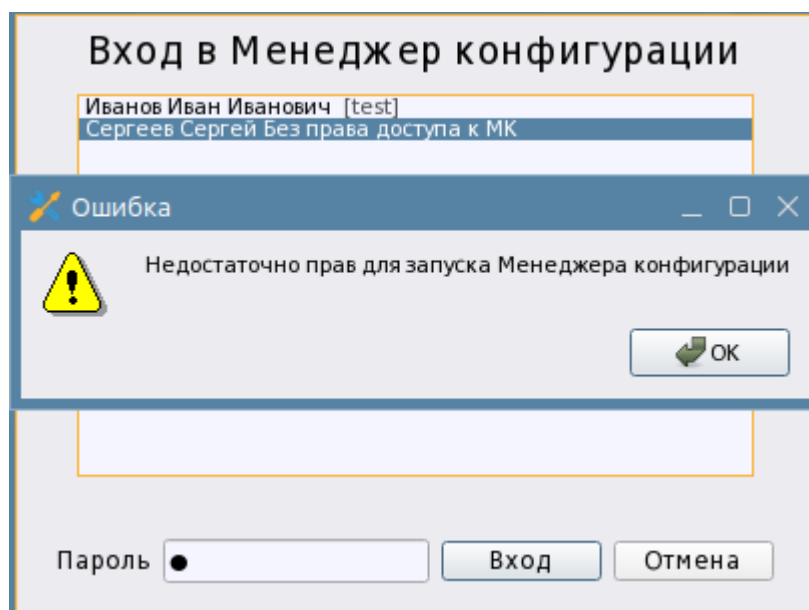 Вход в Менеджер конфигурации
Иванов Иван Иванович [test]
Сергеев Сергей Без права доступа к МК
Ошибка
Недостаточно прав для запуска Менеджера конфигурации
ОК
Пароль
Вход
Отмена